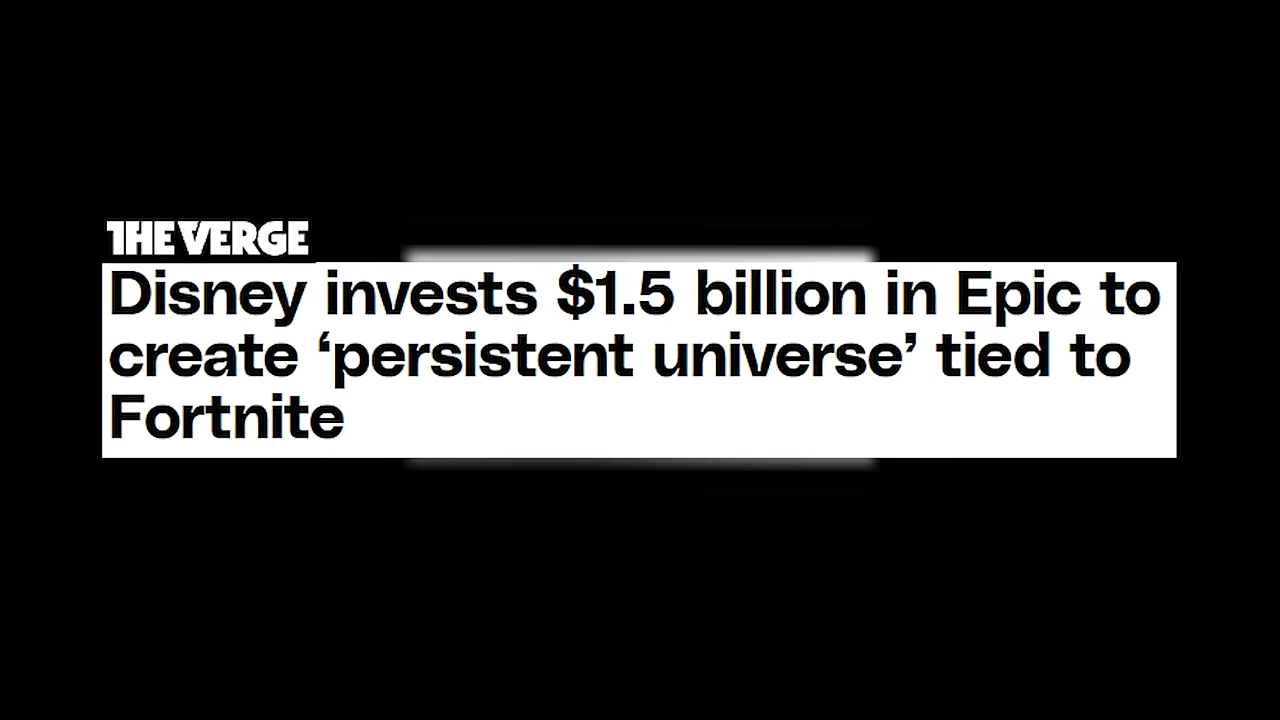 THE VERGE
Disney invests $1.5 billion in Epic to
create ‘persistent universe’ tied to
Fortnite